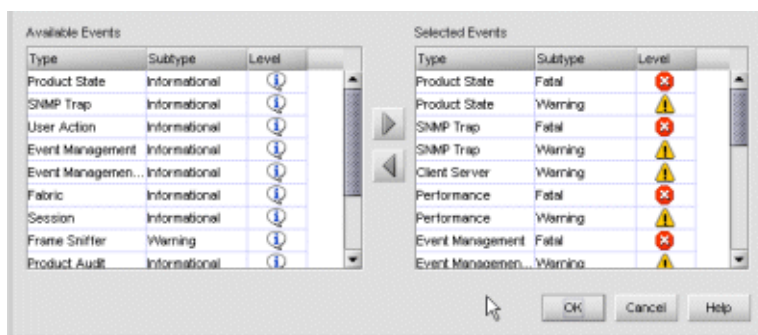 Available Events
Type Subtype Level
Product State Informational
SNMP Trap Informational
User Action Informational
Event Management Informational
Event Managemen... Informational
Fabric Informational
Session Informational
Frame Sniffer Warning
Product Audit Informational
Selected Events
Type Subtype Level
Product State Fatal
Product State Warning
SNMP Trap Fatal
SNMP Trap Warning
Client Server Warning
Performance Fatal
Performance Warning
Event Management Fatal
Event Managemen... Warning
OK Cancel Help